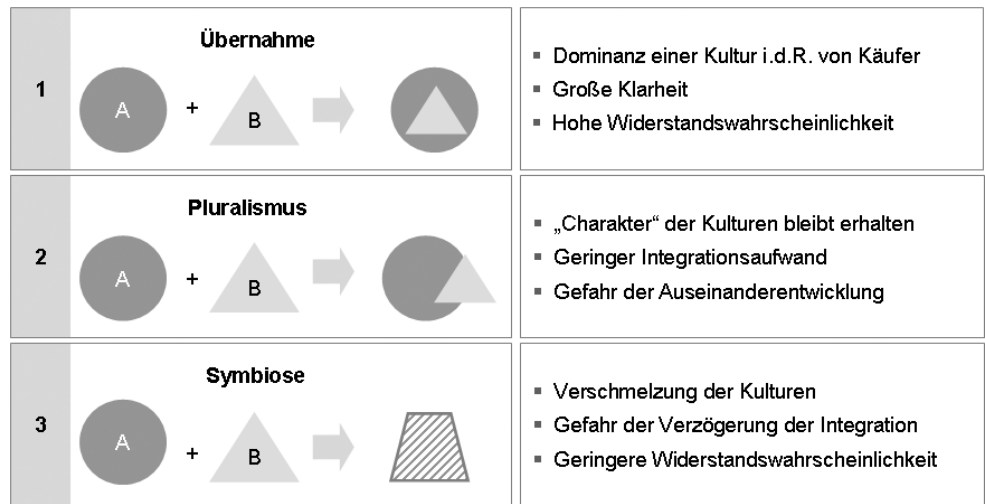 Übernahme
1
A + B
▪ Dominanz einer Kultur i.d.R. von Käufer
▪ Große Klarheit
▪ Hohe Widerstandswahrscheinlichkeit
Pluralismus
2
A + B
▪ „Charakter“ der Kulturen bleibt erhalten
▪ Geringer Integrationsaufwand
▪ Gefahr der Auseinanderentwicklung
Symbiose
3
A + B
▪ Verschmelzung der Kulturen
▪ Gefahr der Verzögerung der Integration
▪ Geringere Widerstandswahrscheinlichkeit